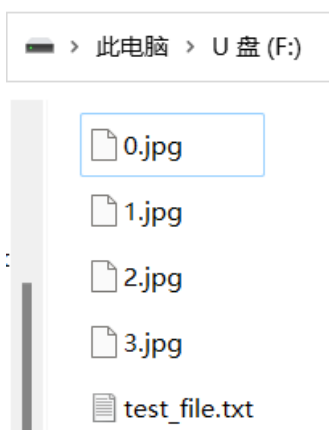 此电脑 > U 盘 (F:)
0.jpg
1.jpg
2.jpg
3.jpg
test_file.txt